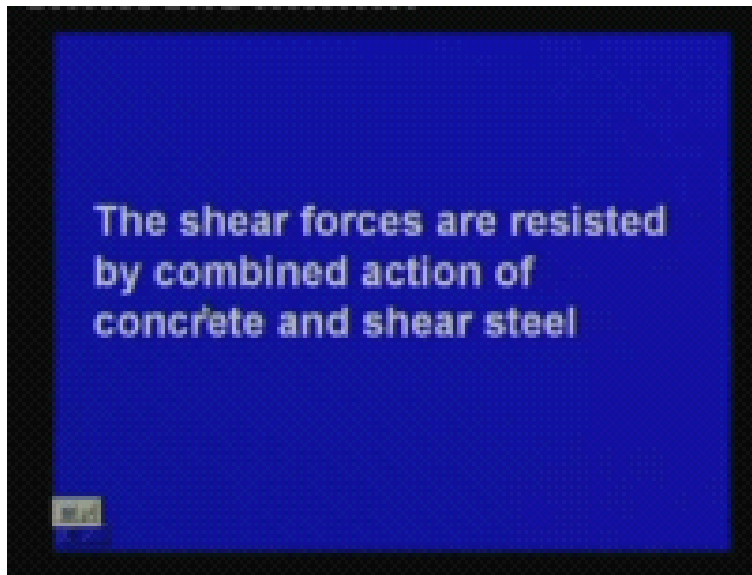 The shear forces are resisted
by combined action of
concrete and shear steel